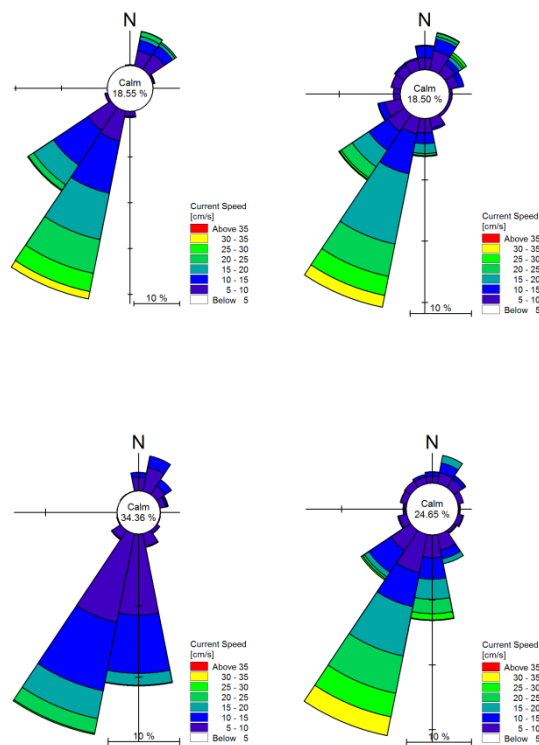 N
Calm
18.55 %
Current Speed
[cm/s]
Above 35
30 - 35
25 - 30
20 - 25
15 - 20
10 - 15
5 - 10
Below 5
10 %
N
Calm
18.50 %
Current Speed
[cm/s]
Above 35
30 - 35
25 - 30
20 - 25
15 - 20
10 - 15
5 - 10
Below 5
10 %
N
Calm
34.36 %
Current Speed
[cm/s]
Above 35
30 - 35
25 - 30
20 - 25
15 - 20
10 - 15
5 - 10
Below 5
10 %
N
Calm
24.65 %
Current Speed
[cm/s]
Above 35
30 - 35
25 - 30
20 - 25
15 - 20
10 - 15
5 - 10
Below 5
10 %